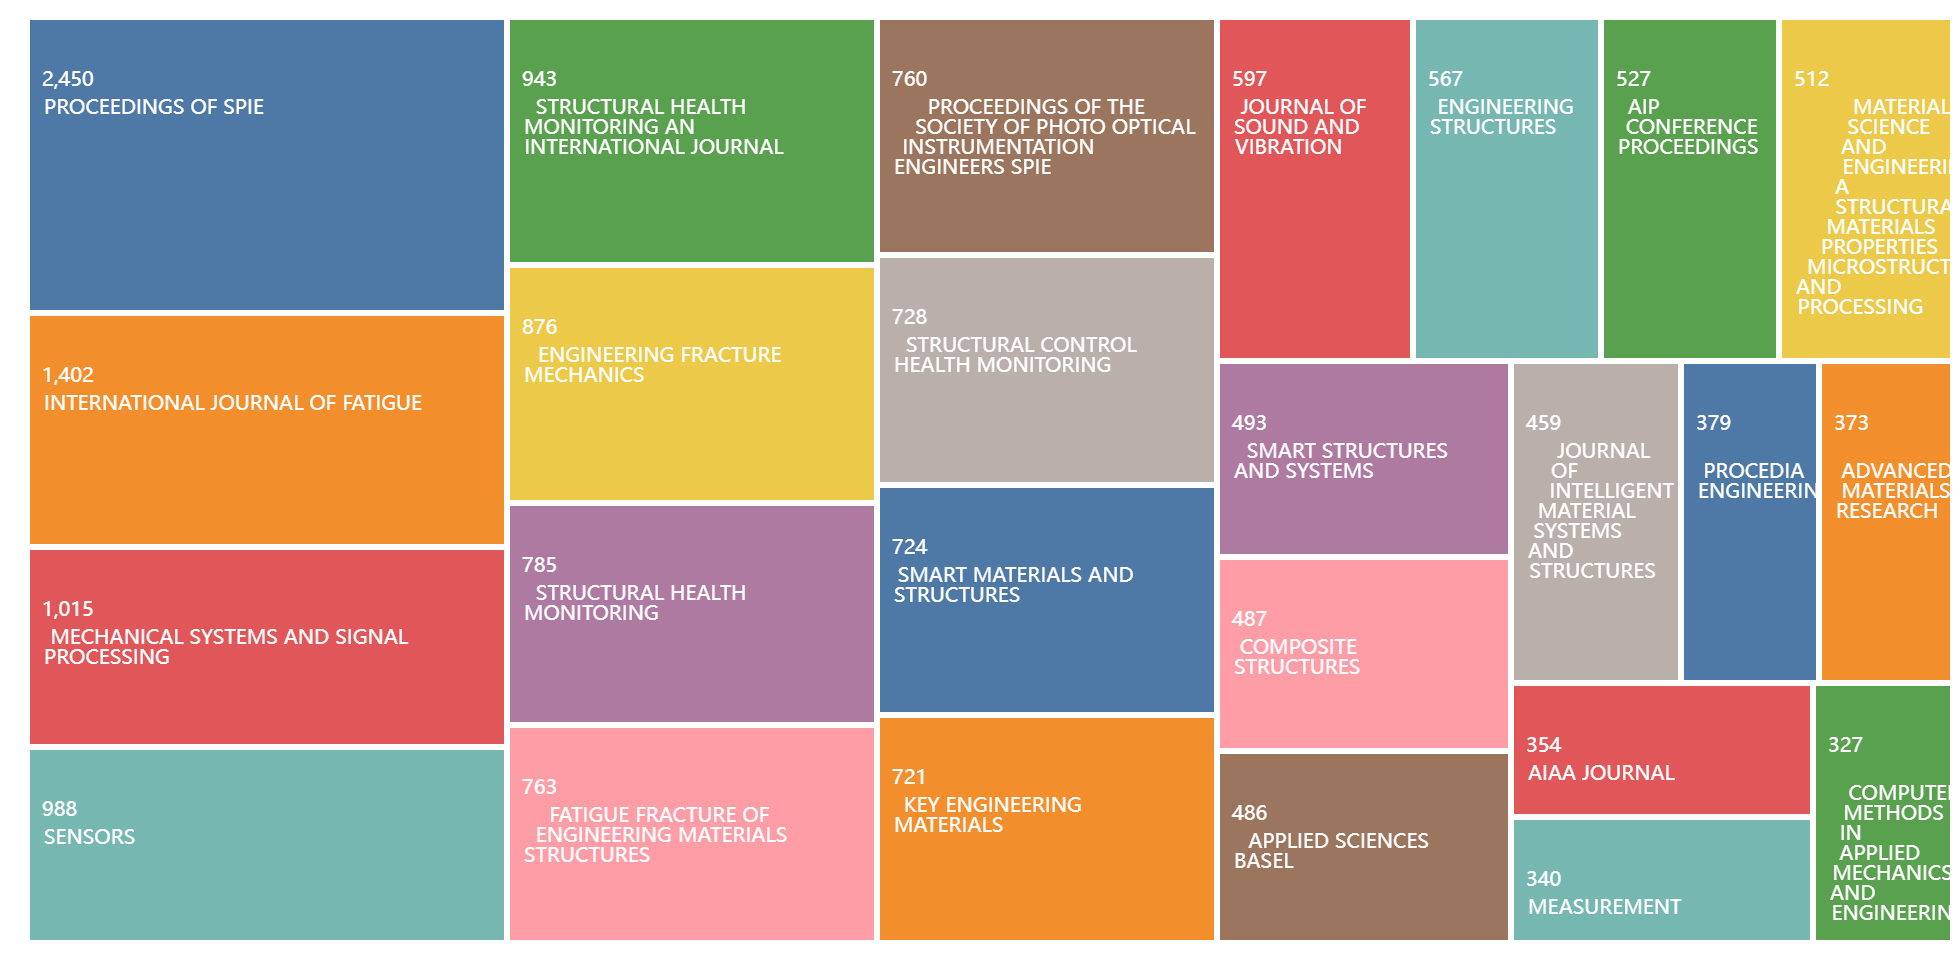 2,450
PROCEEDINGS OF SPIE
1,402
INTERNATIONAL JOURNAL OF FATIGUE
1,015
MECHANICAL SYSTEMS AND SIGNAL
PROCESSING
988
SENSORS
943
STRUCTURAL HEALTH
MONITORING AN
INTERNATIONAL JOURNAL
876
ENGINEERING FRACTURE
MECHANICS
785
STRUCTURAL HEALTH
MONITORING
763
FATIGUE FRACTURE OF
ENGINEERING MATERIALS
STRUCTURES
760
PROCEEDINGS OF THE
SOCIETY OF PHOTO OPTICAL
INSTRUMENTATION
ENGINEERS SPIE
728
STRUCTURAL CONTROL
HEALTH MONITORING
724
SMART MATERIALS AND
STRUCTURES
721
KEY ENGINEERING
MATERIALS
597
JOURNAL OF
SOUND AND
VIBRATION
567
ENGINEERING
STRUCTURES
527
AIP
CONFERENCE
PROCEEDINGS
512
MATERIAL
SCIENCE
AND
ENGINEERI
A
STRUCTURA
MATERIALS
PROPERTIES
MICROSTRUCT
AND
PROCESSING
493
SMART STRUCTURES
AND SYSTEMS
487
COMPOSITE
STRUCTURES
486
APPLIED SCIENCES
BASEL
459
JOURNAL
OF
INTELLIGENT
MATERIAL
SYSTEMS
AND
STRUCTURES
379
PROCEDIA
ENGINEERIN
373
ADVANCED
MATERIALS
RESEARCH
354
AIAA JOURNAL
340
MEASUREMENT
327
COMPUTE
METHODS
IN
APPLIED
MECHANICS
AND
ENGINEERIN